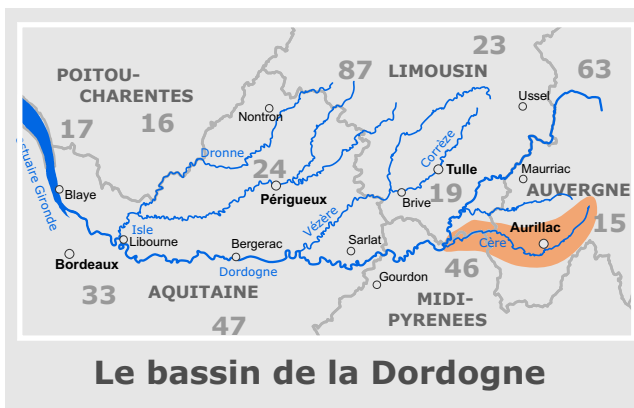 23
POITOU-
CHARENTES
87
LIMOUSIN
63
Ussel
17
16
Nontron
Estuaire Gironde
Dronne
Corrèze
24
Tulle
Maurriac
Blaye
Périgueux
Brive
19
AUVERGNE
Isle
Vézère
15
Libourne
Aurillac
Bergerac
Sarlat
Cère
Bordeaux
Dordogne
46
Gourdon
33
AQUITAINE
MIDI-
PYRENEES
47
Le bassin de la Dordogne